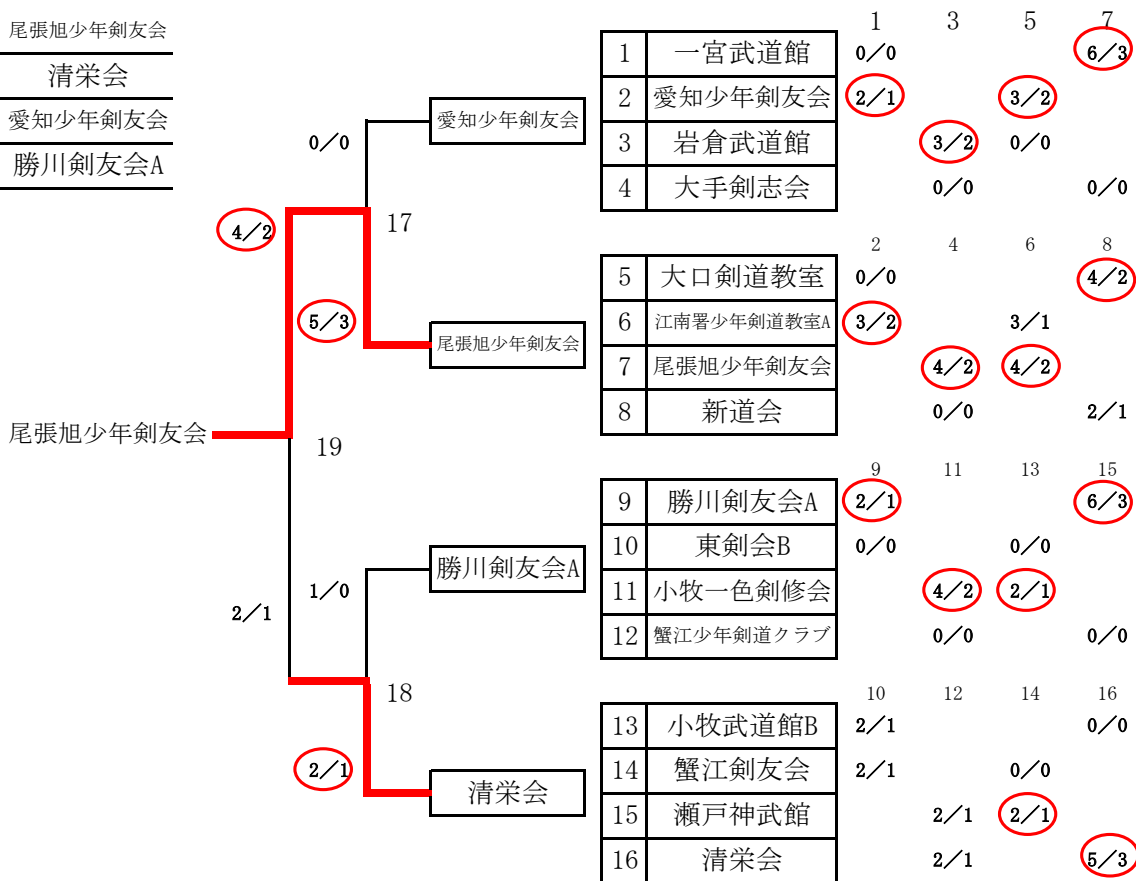 尾張旭少年剣友会
清栄会
愛知少年剣友会
勝川剣友会A
1 3 5 7
1 一宮武道館 0/0 6/3
2 愛知少年剣友会 2/1 3/2
3 岩倉武道館 3/2 0/0
4 大手剣志会 0/0 0/0
2 4 6 8
5 大口剣道教室 0/0 4/2
6 江南署少年剣道教室A 3/2 3/1
7 尾張旭少年剣友会 4/2 4/2
8 新道会 0/0 2/1
9 11 13 15
9 勝川剣友会A 2/1 6/3
10 東剣会B 0/0 0/0
11 小牧一色剣修会 4/2 2/1
12 蟹江少年剣道クラブ 0/0 0/0
10 12 14 16
13 小牧武道館B 2/1 0/0
14 蟹江剣友会 2/1 0/0
15 瀬戸神武館 2/1 2/1
16 清栄会 2/1 5/3
愛知少年剣友会
0/0
4/2
17
5/3
尾張旭少年剣友会
尾張旭少年剣友会
19
勝川剣友会A
1/0
2/1
18
2/1
清栄会